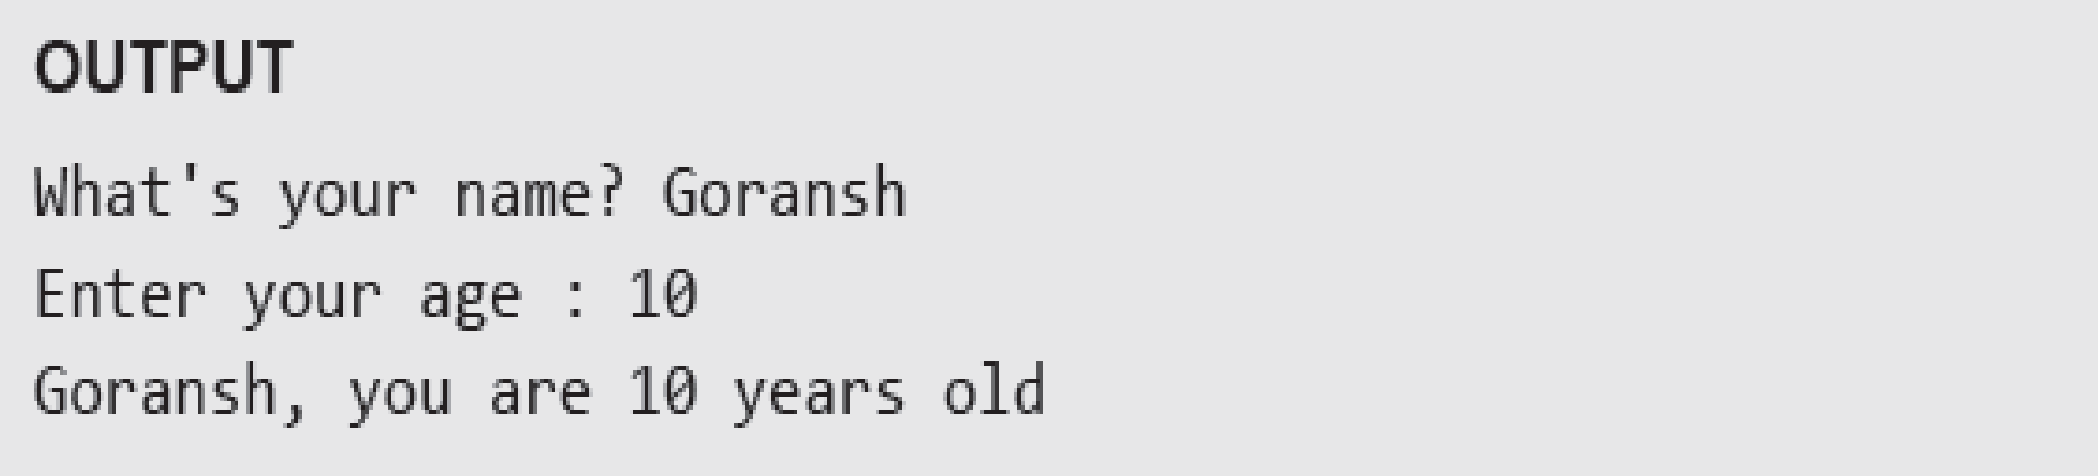 OUTPUT
What's your name? Goransh
Enter your age : 10
Goransh, you are 10 years old